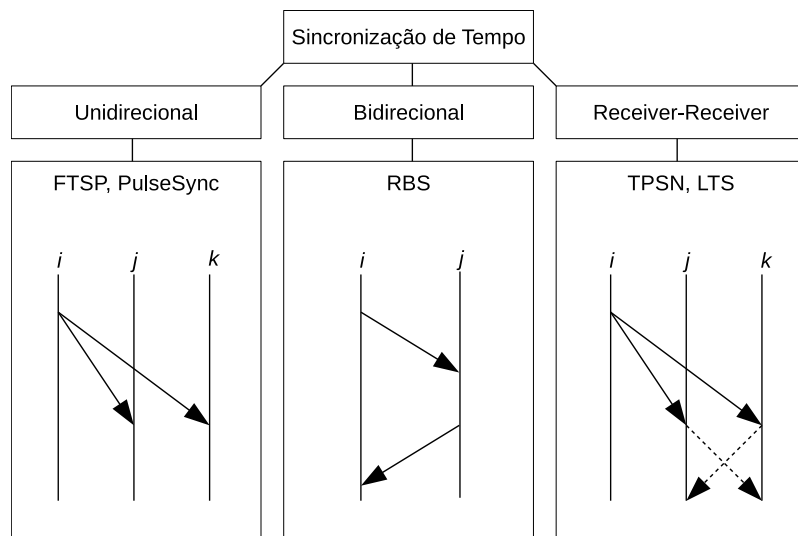 Sincronização de Tempo
Unidirecional
Bidirecional
Receiver-Receiver
FTSP, PulseSync
RBS
TPSN, LTS
i j k
i j
i j k